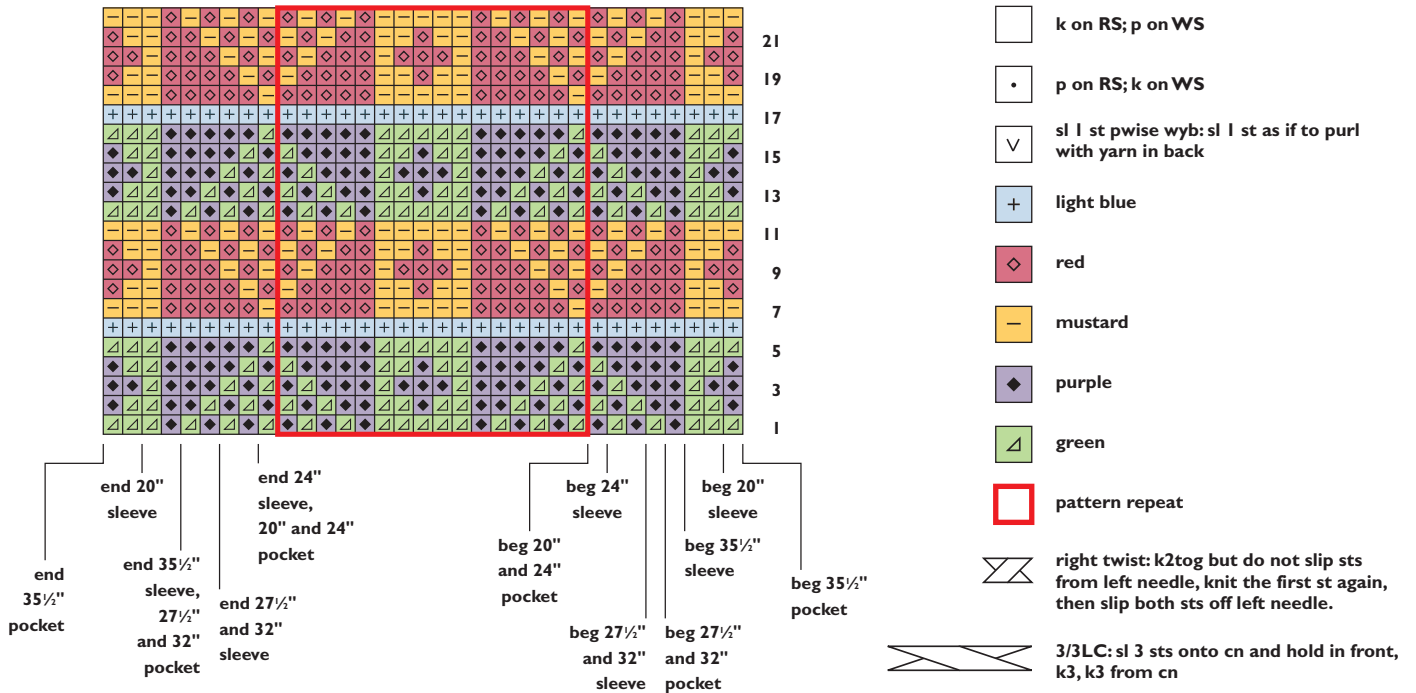 21
19
17
15
13
11
9
7
5
3
1
end
35½"
pocket
end 20"
sleeve
end 35½"
sleeve,
27½"
and 32"
pocket
end 27½"
and 32"
sleeve
end 24"
sleeve,
20" and 24"
pocket
beg 20"
and 24"
pocket
beg 24"
sleeve
beg 27½"
and 32"
sleeve
beg 27½"
and 32"
pocket
beg 35½"
sleeve
beg 20"
sleeve
beg 35½"
pocket
k on RS; p on WS
p on RS; k on WS
sl 1 st pwise wyb: sl 1 st as if to purl
with yarn in back
light blue
red
mustard
purple
green
pattern repeat
right twist: k2tog but do not slip sts
from left needle, knit the first st again,
then slip both sts off left needle.
3/3LC: sl 3 sts onto cn and hold in front,
k3, k3 from cn